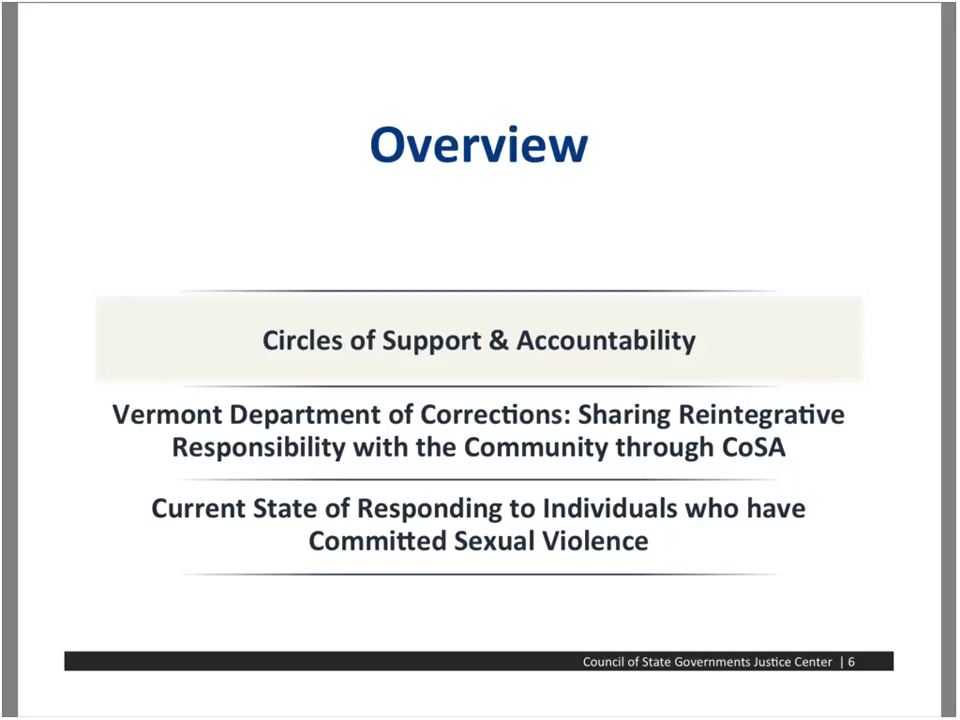 Overview
Circles of Support & Accountability
Vermont Department of Corrections: Sharing Reintegrative
Responsibility with the Community through CoSA
Current State of Responding to Individuals who have
Committed Sexual Violence
Council of State Governments Justice Center | 6